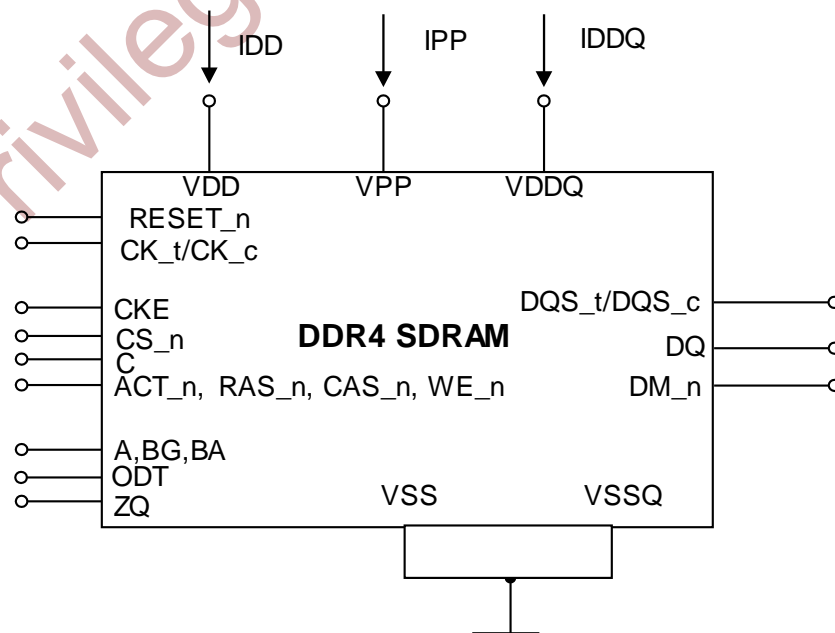 IDD IPP IDDQ
VDD VPP VDDQ
RESET_n
CK_t/CK_c
CKE
CS_n
C
ACT_n, RAS_n, CAS_n, WE_n
A,BG,BA
ODT
ZQ
DDR4 SDRAM
DQS_t/DQS_c
DQ
DM_n
VSS VSSQ